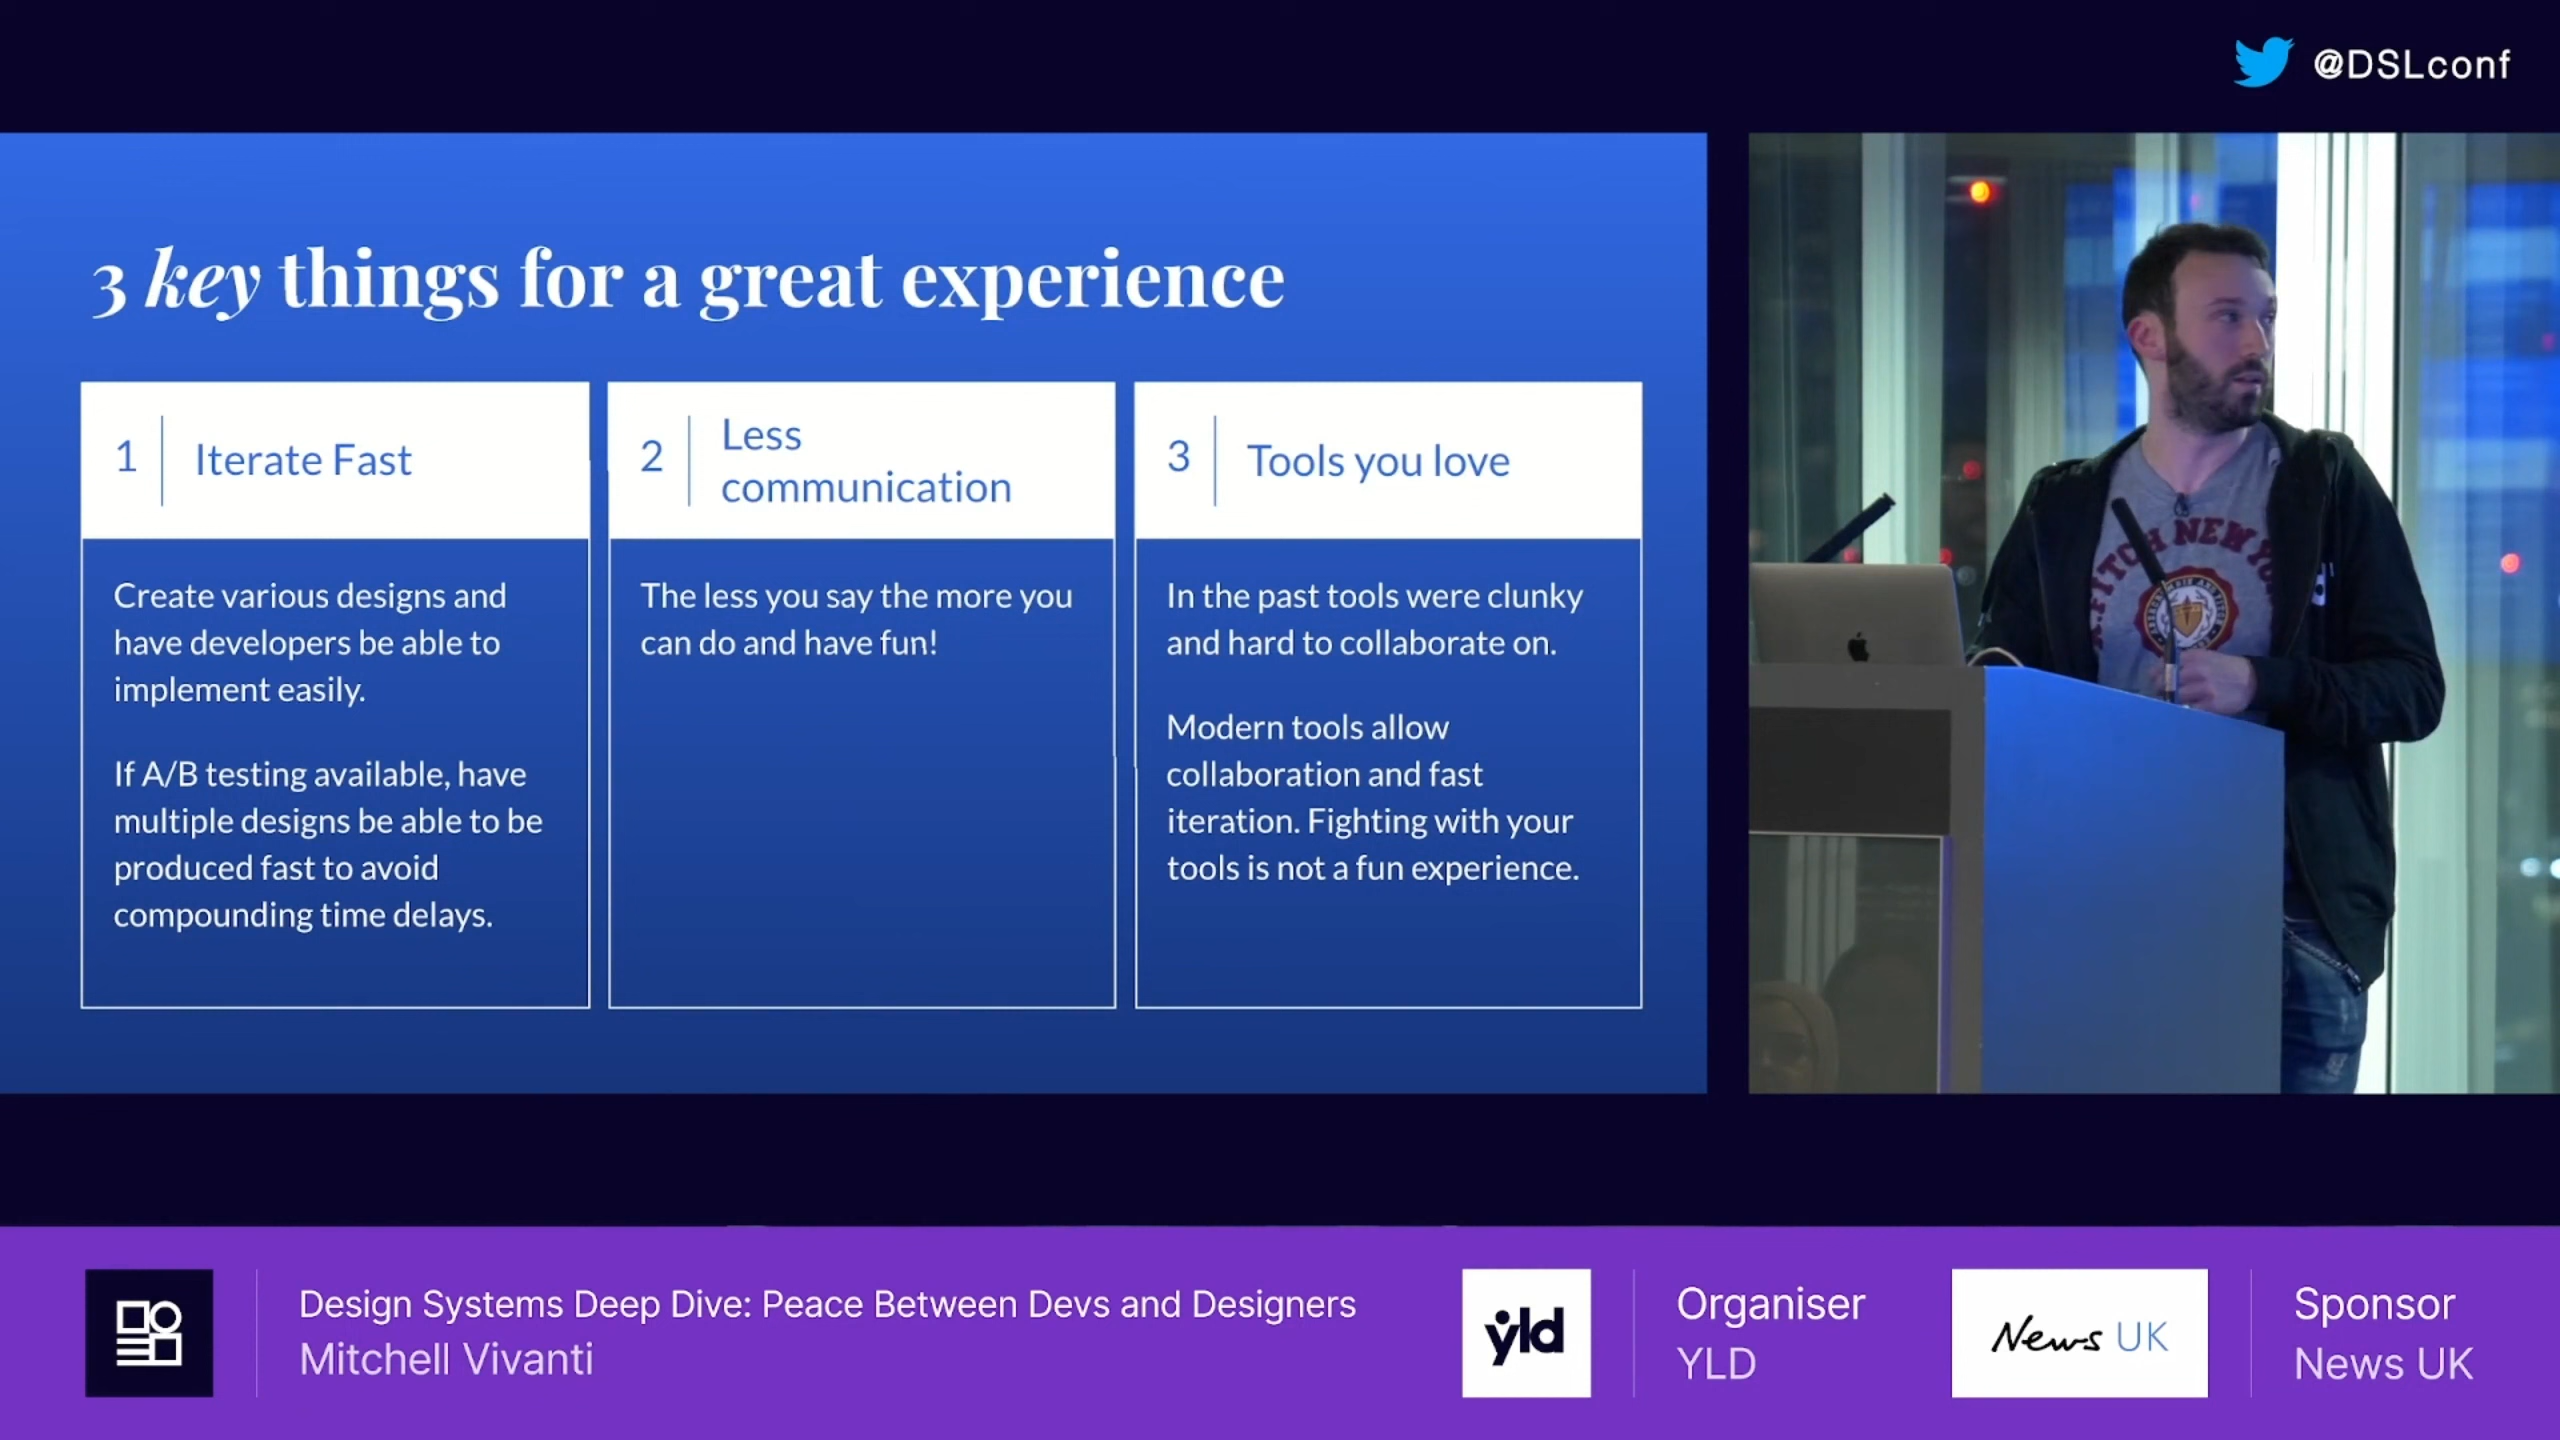 @DSLconf
3 key things for a great experience
1
Iterate Fast
Create various designs and
have developers be able to
implement easily.
If A/B testing available, have
multiple designs be able to be
produced fast to avoid
compounding time delays.
2
Less
communication
The less you say the more you
can do and have fun!
3
Tools you love
In the past tools were clunky
and hard to collaborate on.
Modern tools allow
collaboration and fast
iteration. Fighting with your
tools is not a fun experience.
NEW
Design Systems Deep Dive: Peace Between Devs and Designers
Mitchell Vivanti
yld
Organiser
YLD
News UK
Sponsor
News UK